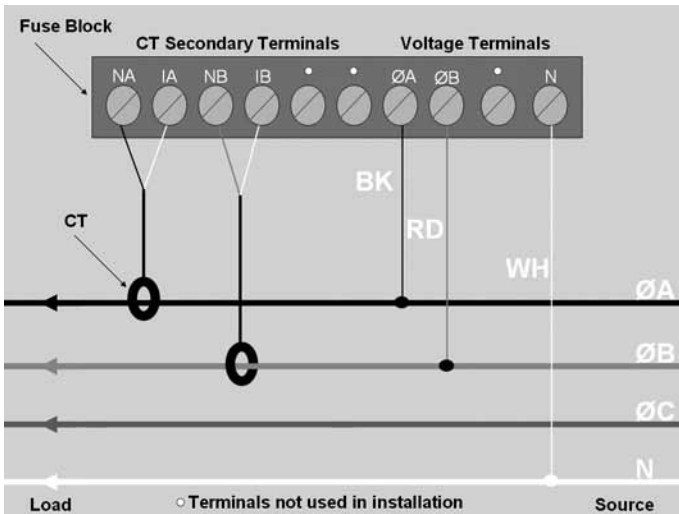 Fuse Block
CT Secondary Terminals
Voltage Terminals
NA IA NB IB ØA ØB N
BK
RD
WH
CT
ØA
ØB
ØC
N
Load
Terminals not used in installation
Source